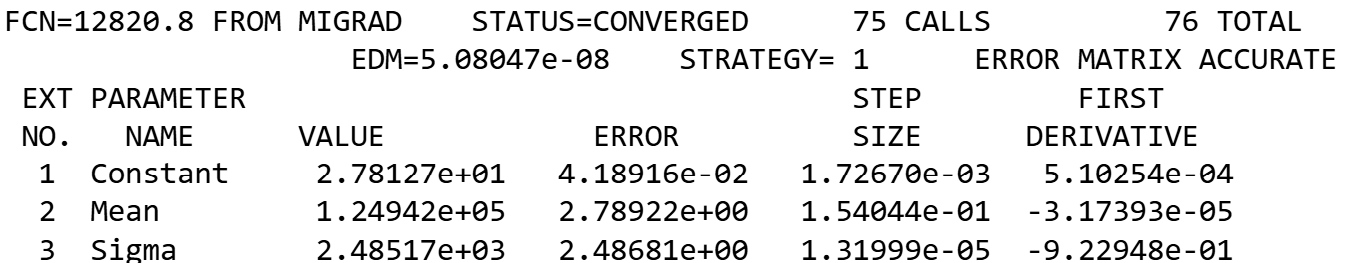 FCN=12820.8 FROM MIGRAD STATUS=CONVERGED 75 CALLS 76 TOTAL
EDM=5.08047e-08 STRATEGY= 1 ERROR MATRIX ACCURATE
EXT PARAMETER STEP FIRST
NO. NAME VALUE ERROR SIZE DERIVATIVE
1 Constant 2.78127e+01 4.18916e-02 1.72670e-03 5.10254e-04
2 Mean 1.24942e+05 2.78922e+00 1.54044e-01 -3.17393e-05
3 Sigma 2.48517e+03 2.48681e+00 1.31999e-05 -9.22948e-01